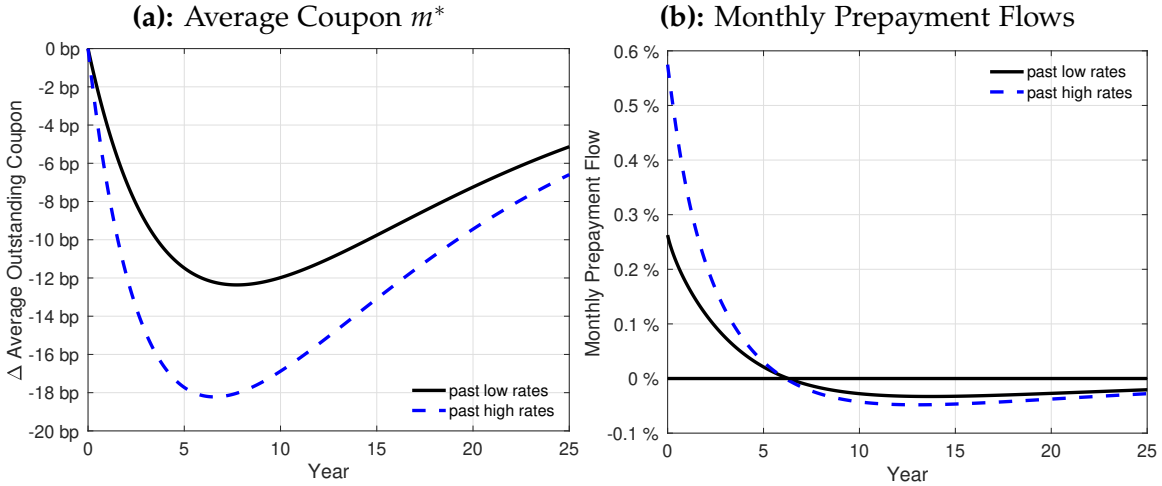 (a): Average Coupon m*
0 bp
-2 bp
-4 bp
-6 bp
-8 bp
-10 bp
-12 bp
-14 bp
-16 bp
-18 bp
-20 bp
Δ Average Outstanding Coupon
past low rates
past high rates
0 5 10 15 20 25
Year
(b): Monthly Prepayment Flows
0.6 %
0.5 %
0.4 %
0.3 %
0.2 %
0.1 %
0 %
-0.1 %
Monthly Prepayment Flow
past low rates
past high rates
0 5 10 15 20 25
Year